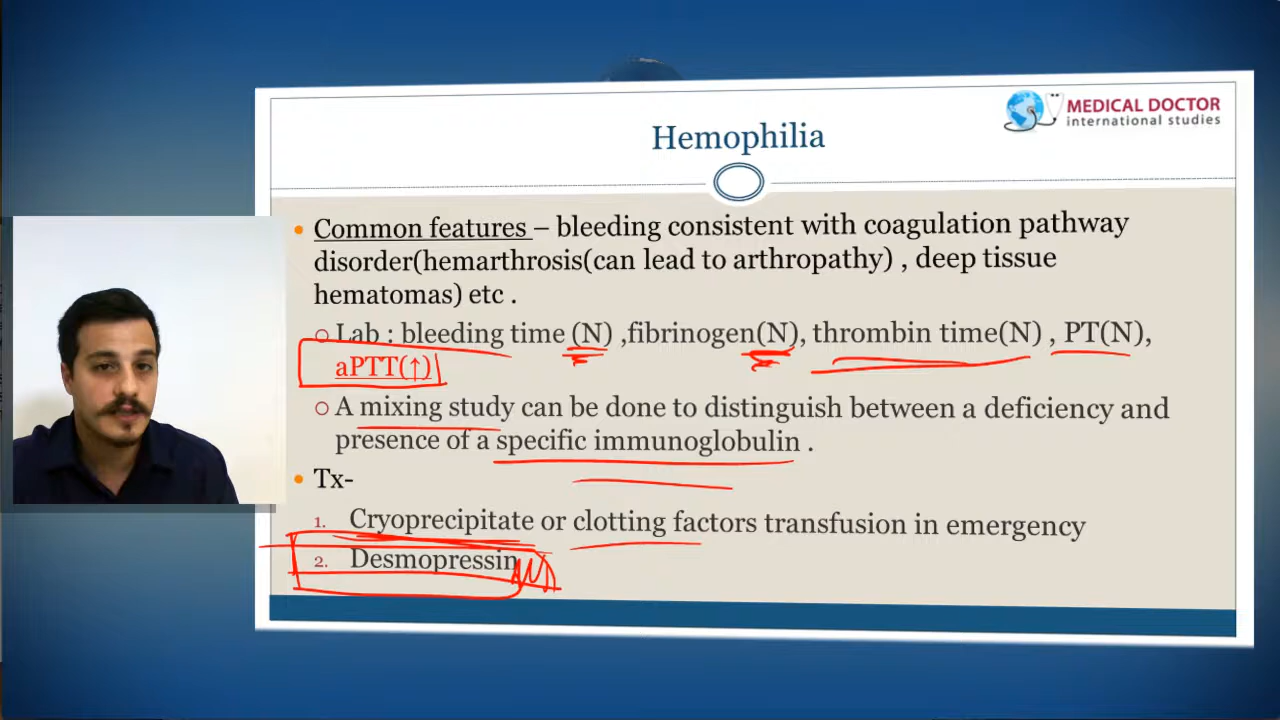 MEDICAL DOCTOR
international studies
Hemophilia
• Common features – bleeding consistent with coagulation pathway
disorder(hemarthrosis(can lead to arthropathy) , deep tissue
hematomas) etc .
Lab : bleeding time (N) ,fibrinogen(N), thrombin time(N) , PT(N),
aPTT(↑)
A mixing study can be done to distinguish between a deficiency and
presence of a specific immunoglobulin .
• Tx-
1. Cryoprecipitate or clotting factors transfusion in emergency
2. Desmopressin